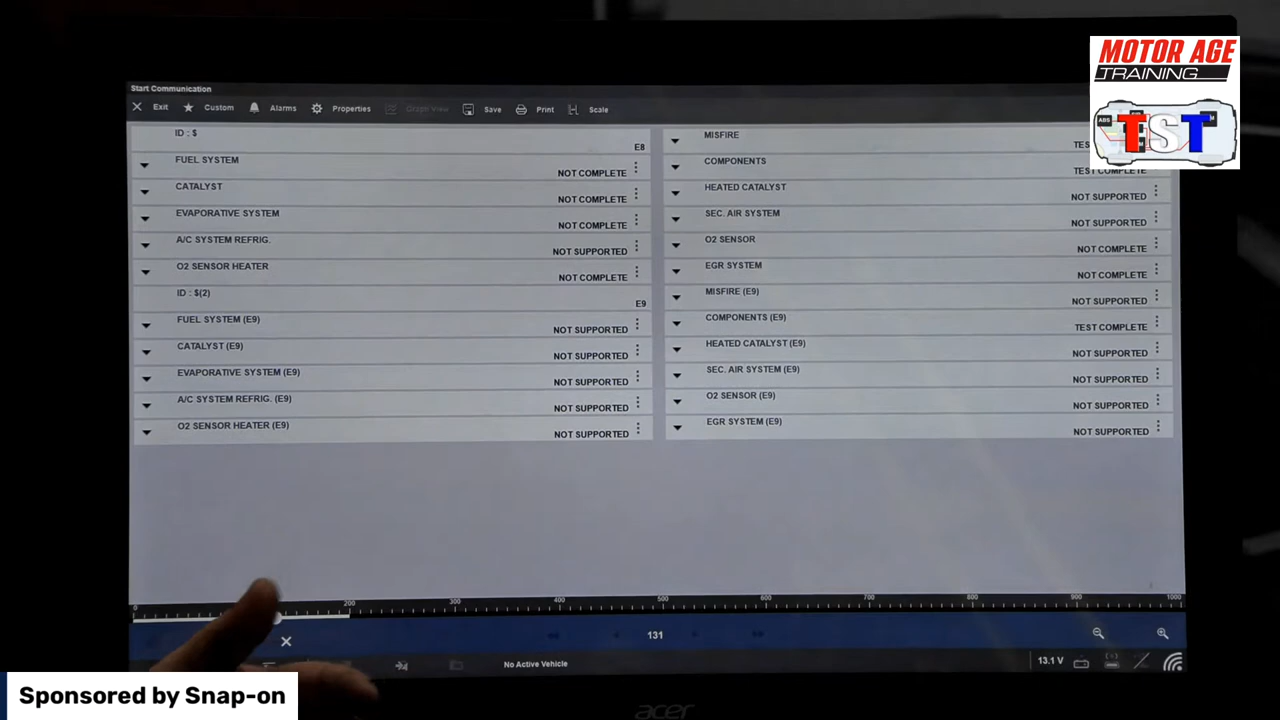 MOTOR AGE
TRAINING
TST
ABS
Start Communication
Exit
Custom
Alarms
Properties
Graph View
Save
Print
Scale
ID : $
E8
FUEL SYSTEM
NOT COMPLETE
CATALYST
NOT COMPLETE
EVAPORATIVE SYSTEM
NOT COMPLETE
A/C SYSTEM REFRIG.
NOT SUPPORTED
O2 SENSOR HEATER
NOT COMPLETE
ID : $(2)
E9
FUEL SYSTEM (E9)
NOT SUPPORTED
CATALYST (E9)
NOT SUPPORTED
EVAPORATIVE SYSTEM (E9)
NOT SUPPORTED
A/C SYSTEM REFRIG. (E9)
NOT SUPPORTED
O2 SENSOR HEATER (E9)
NOT SUPPORTED
MISFIRE
COMPONENTS
TEST COMPLETE
HEATED CATALYST
NOT SUPPORTED
SEC. AIR SYSTEM
NOT SUPPORTED
O2 SENSOR
NOT COMPLETE
EGR SYSTEM
NOT COMPLETE
MISFIRE (E9)
NOT SUPPORTED
COMPONENTS (E9)
TEST COMPLETE
HEATED CATALYST (E9)
NOT SUPPORTED
SEC. AIR SYSTEM (E9)
NOT SUPPORTED
O2 SENSOR (E9)
NOT SUPPORTED
EGR SYSTEM (E9)
NOT SUPPORTED
0 200 300 400 500 600 700 800 900 1000
131
No Active Vehicle
13.1 V
acer
Sponsored by Snap-on